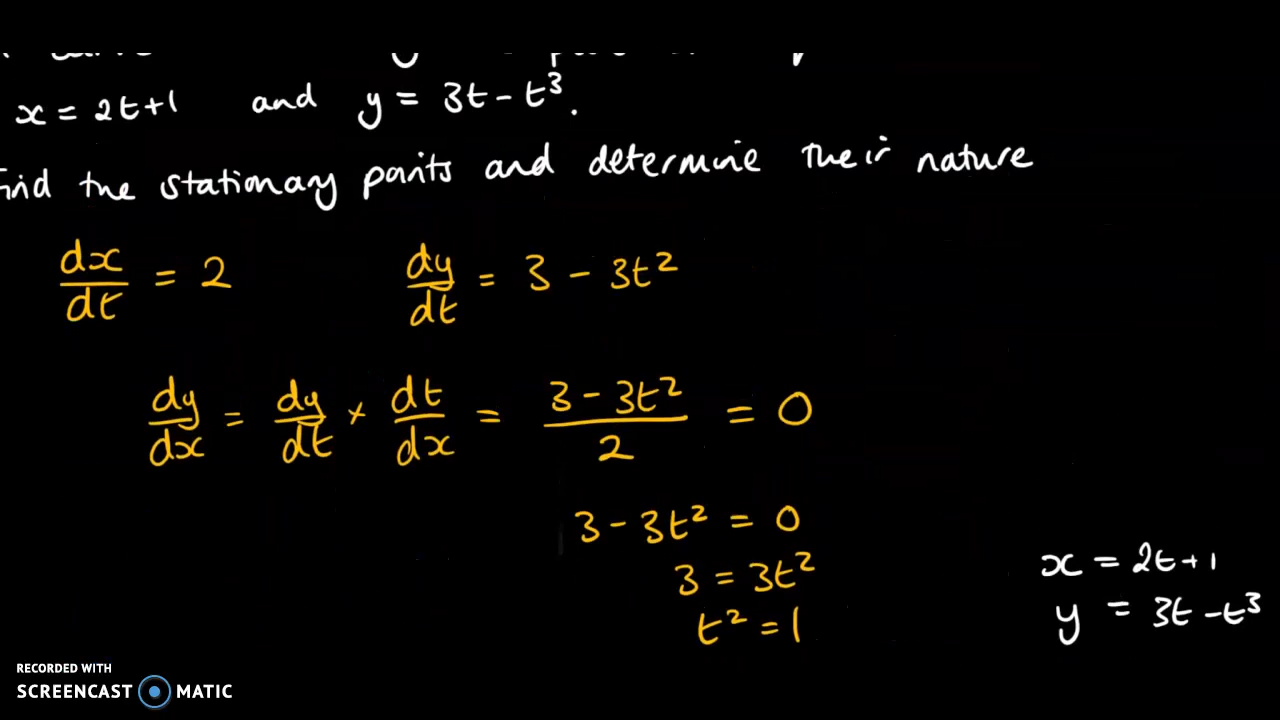 x = 2t+1 and y = 3t - t³.
find the stationary points and determine their nature
dx/dt = 2 dy/dt = 3 - 3t²
dy/dx = dy/dt × dt/dx = (3 - 3t²)/2 = 0
3 - 3t² = 0
3 = 3t²
t² = 1
x = 2t+1
y = 3t - t³
RECORDED WITH
SCREENCAST MATIC